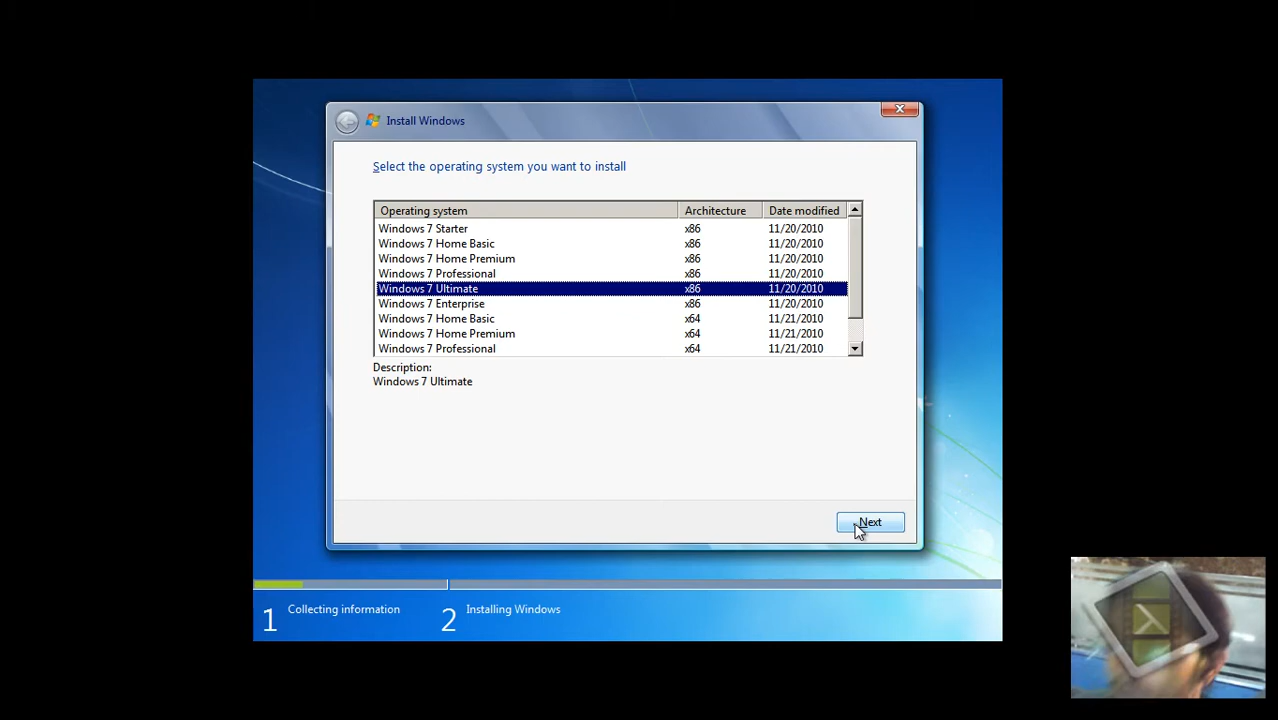 Install Windows
Select the operating system you want to install
Operating system Architecture Date modified
Windows 7 Starter x86 11/20/2010
Windows 7 Home Basic x86 11/20/2010
Windows 7 Home Premium x86 11/20/2010
Windows 7 Professional x86 11/20/2010
Windows 7 Ultimate x86 11/20/2010
Windows 7 Enterprise x86 11/20/2010
Windows 7 Home Basic x64 11/21/2010
Windows 7 Home Premium x64 11/21/2010
Windows 7 Professional x64 11/21/2010
Description:
Windows 7 Ultimate
Next
1 Collecting information 2 Installing Windows